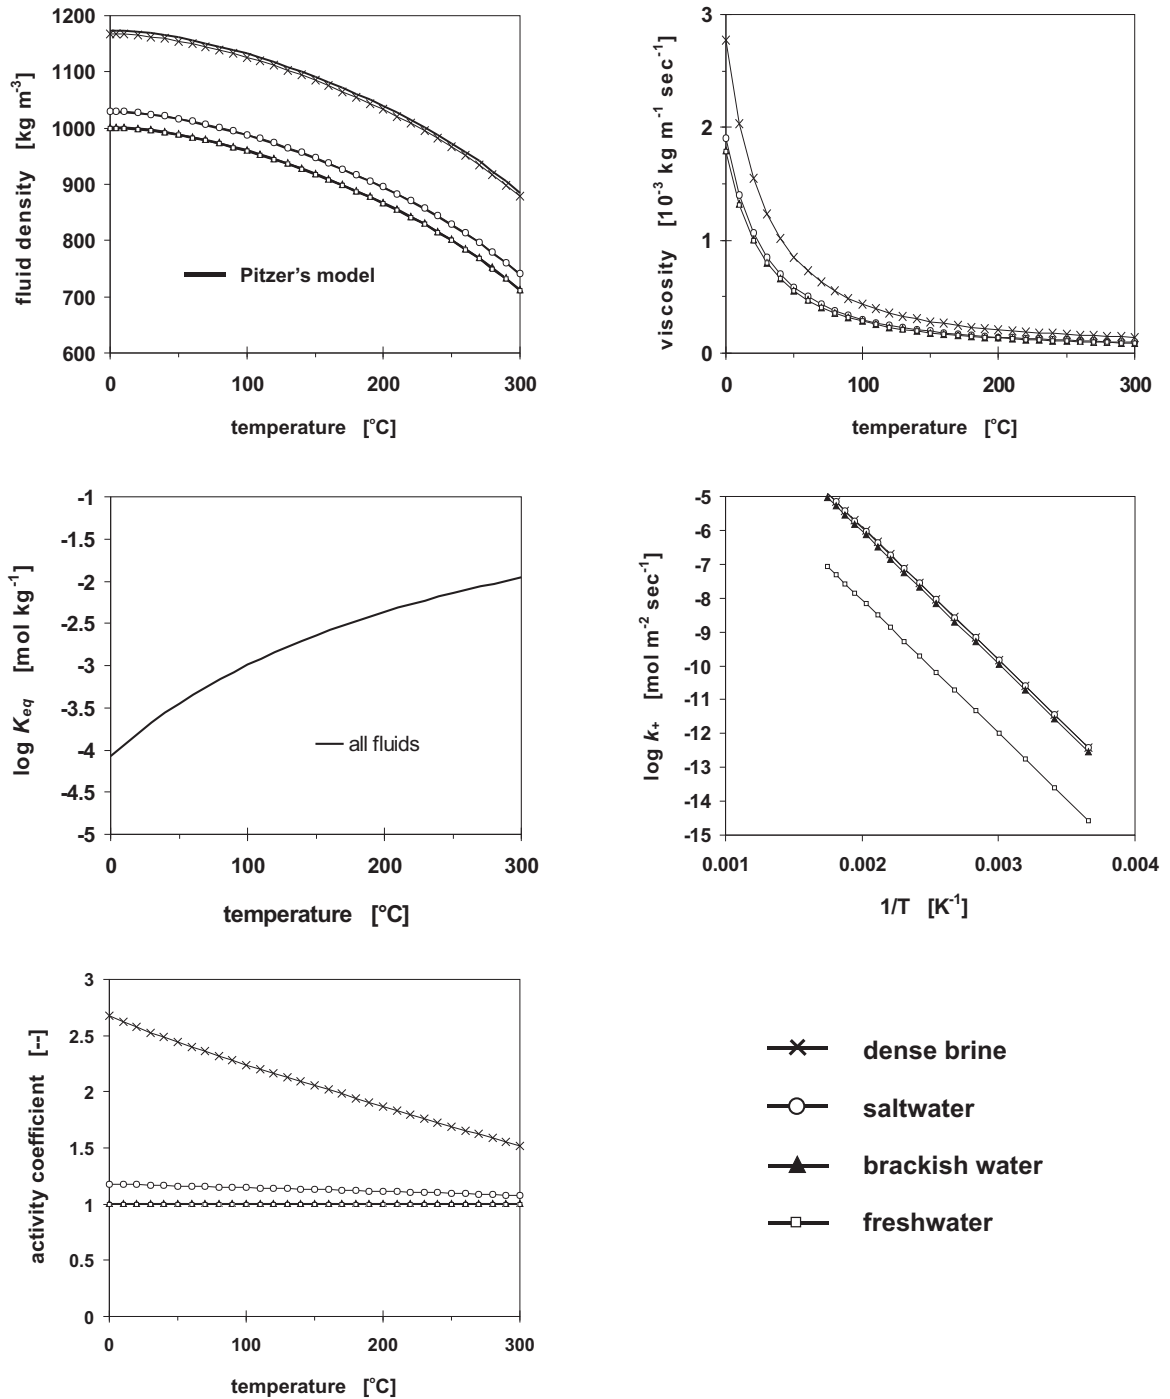 1200
1100
1000
900
800
700
600
fluid density [kg m-3]
Pitzer's model
0 100 200 300
temperature [°C]
3
2
1
0
viscosity [10-3 kg m-1 sec-1]
0 100 200 300
temperature [°C]
-1
-1.5
-2
-2.5
-3
-3.5
-4
-4.5
-5
log Keq [mol kg-1]
all fluids
0 100 200 300
temperature [°C]
-5
-6
-7
-8
-9
-10
-11
-12
-13
-14
-15
log k+ [mol m-2 sec-1]
0.001 0.002 0.003 0.004
1/T [K-1]
3
2.5
2
1.5
1
0.5
0
activity coefficient [--]
0 100 200 300
temperature [°C]
dense brine
saltwater
brackish water
freshwater